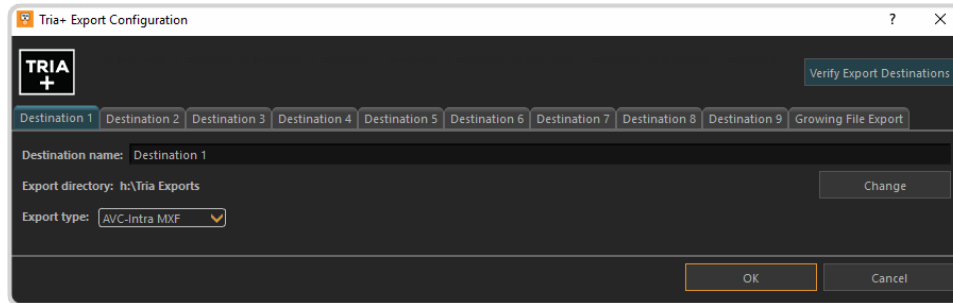 Tria+ Export Configuration ? X
TRIA
+
Verify Export Destinations
Destination 1 Destination 2 Destination 3 Destination 4 Destination 5 Destination 6 Destination 7 Destination 8 Destination 9 Growing File Export
Destination name: Destination 1
Export directory: h:\Tria Exports Change
Export type: AVC-Intra MXF
OK Cancel